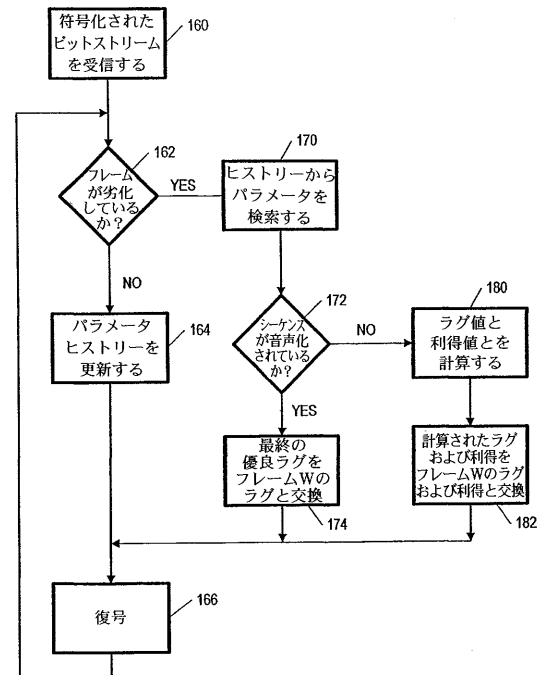 符号化された
ビットストリーム
を受信する
160
162
フレーム
が劣化
している
か？
YES
NO
170
ヒストリーから
パラメータを
検索する
172
シーケンス
が音声化
されている
か？
NO
YES
180
ラグ値と
利得値とを
計算する
パラメータ
ヒストリーを
更新する
164
最終の
優良ラグを
フレームWの
ラグと交換
174
計算されたラグ
および利得を
フレームWのラグ
および利得と交換
182
復号
166